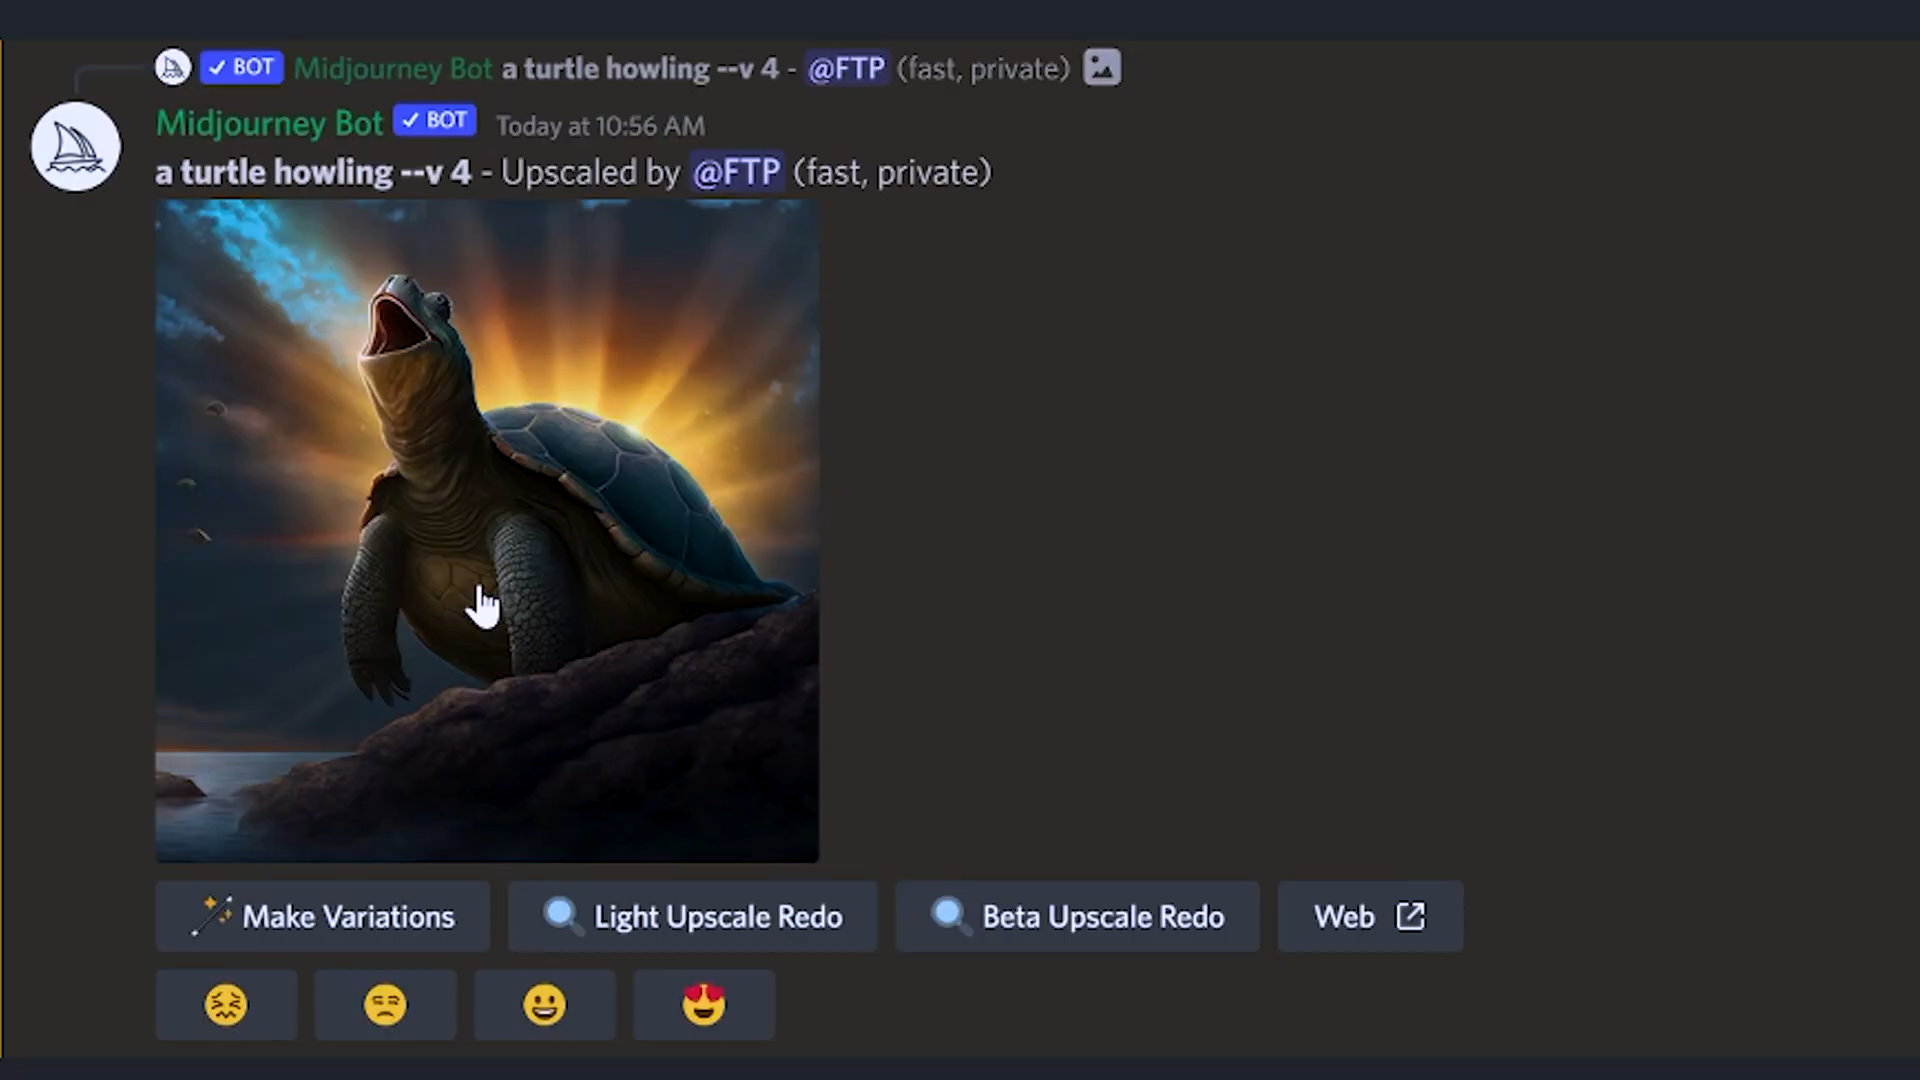 ✓ BOT Midjourney Bot a turtle howling --v 4 - @FTP (fast, private)
Midjourney Bot ✓ BOT Today at 10:56 AM
a turtle howling --v 4 - Upscaled by @FTP (fast, private)
Make Variations Light Upscale Redo Beta Upscale Redo Web